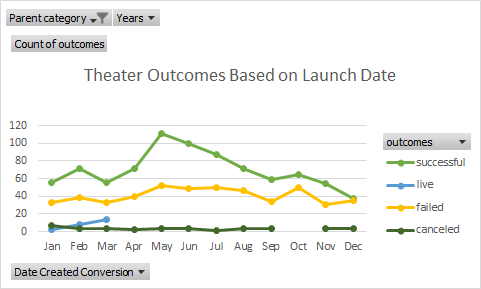 Parent category Years
Count of outcomes
Theater Outcomes Based on Launch Date
120
100
80
60
40
20
0
Jan Feb Mar Apr May Jun Jul Aug Sep Oct Nov Dec
outcomes
successful
live
failed
canceled
Date Created Conversion